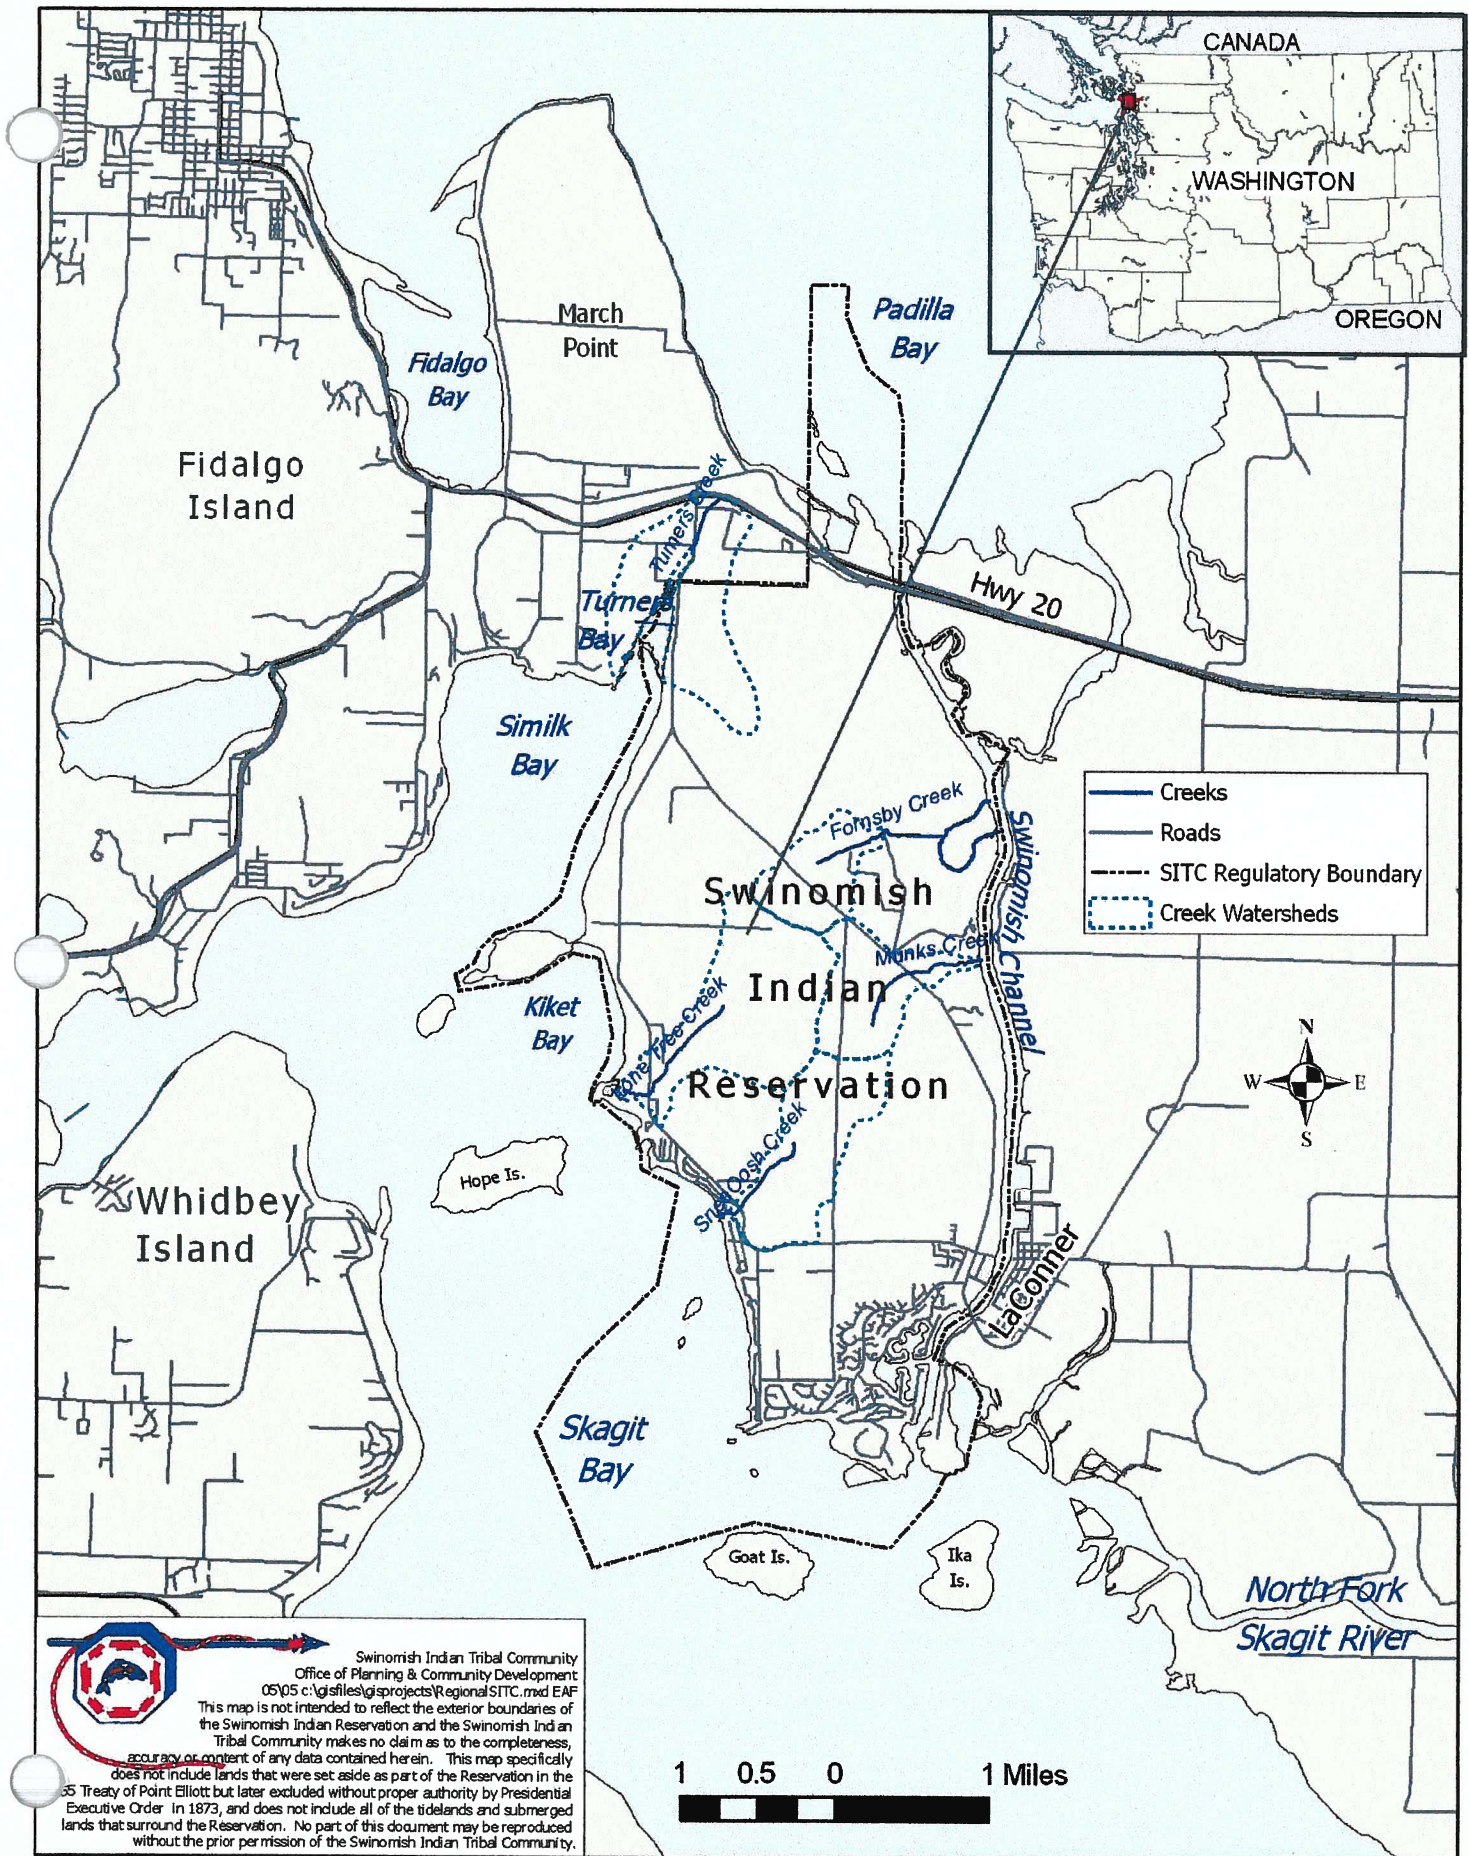 CANADA
WASHINGTON
OREGON
March
Point
Padilla
Bay
Fidalgo
Bay
Fidalgo
Island
Turners Creek
Hwy 20
Turners
Bay
Similk
Bay
Creeks
Roads
SITC Regulatory Boundary
Creek Watersheds
Fornsby Creek
Swinomish
Indian
Reservation
Swinomish Channel
Munks Creek
Kiket
Bay
Lone Tree Creek
N
W
E
S
Snee Oosh Creek
Hope Is.
Whidbey
Island
LaConner
Skagit
Bay
Goat Is.
Ika
Is.
North Fork
Skagit River
Swinomish Indian Tribal Community
Office of Planning & Community Development
05\05 c:\gisfiles\gisprojects\RegionalSITC.mxd EAF
This map is not intended to reflect the exterior boundaries of
the Swinomish Indian Reservation and the Swinomish Indian
Tribal Community makes no claim as to the completeness,
accuracy or content of any data contained herein. This map specifically
does not include lands that were set aside as part of the Reservation in the
55 Treaty of Point Elliott but later excluded without proper authority by Presidential
Executive Order in 1873, and does not include all of the tidelands and submerged
lands that surround the Reservation. No part of this document may be reproduced
without the prior permission of the Swinomish Indian Tribal Community.
1 0.5 0 1 Miles